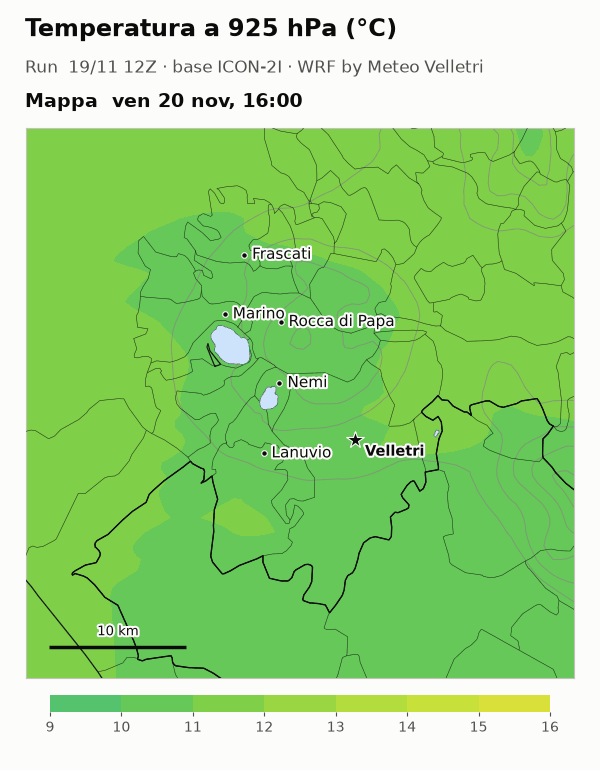 Temperatura a 925 hPa (°C)
Run  19/11 12Z · base ICON-2I · WRF by Meteo Velletri
Mappa  ven 20 nov, 16:00
Frascati
Marino
Rocca di Papa
Nemi
Velletri
Lanuvio
10 km
9 10 11 12 13 14 15 16